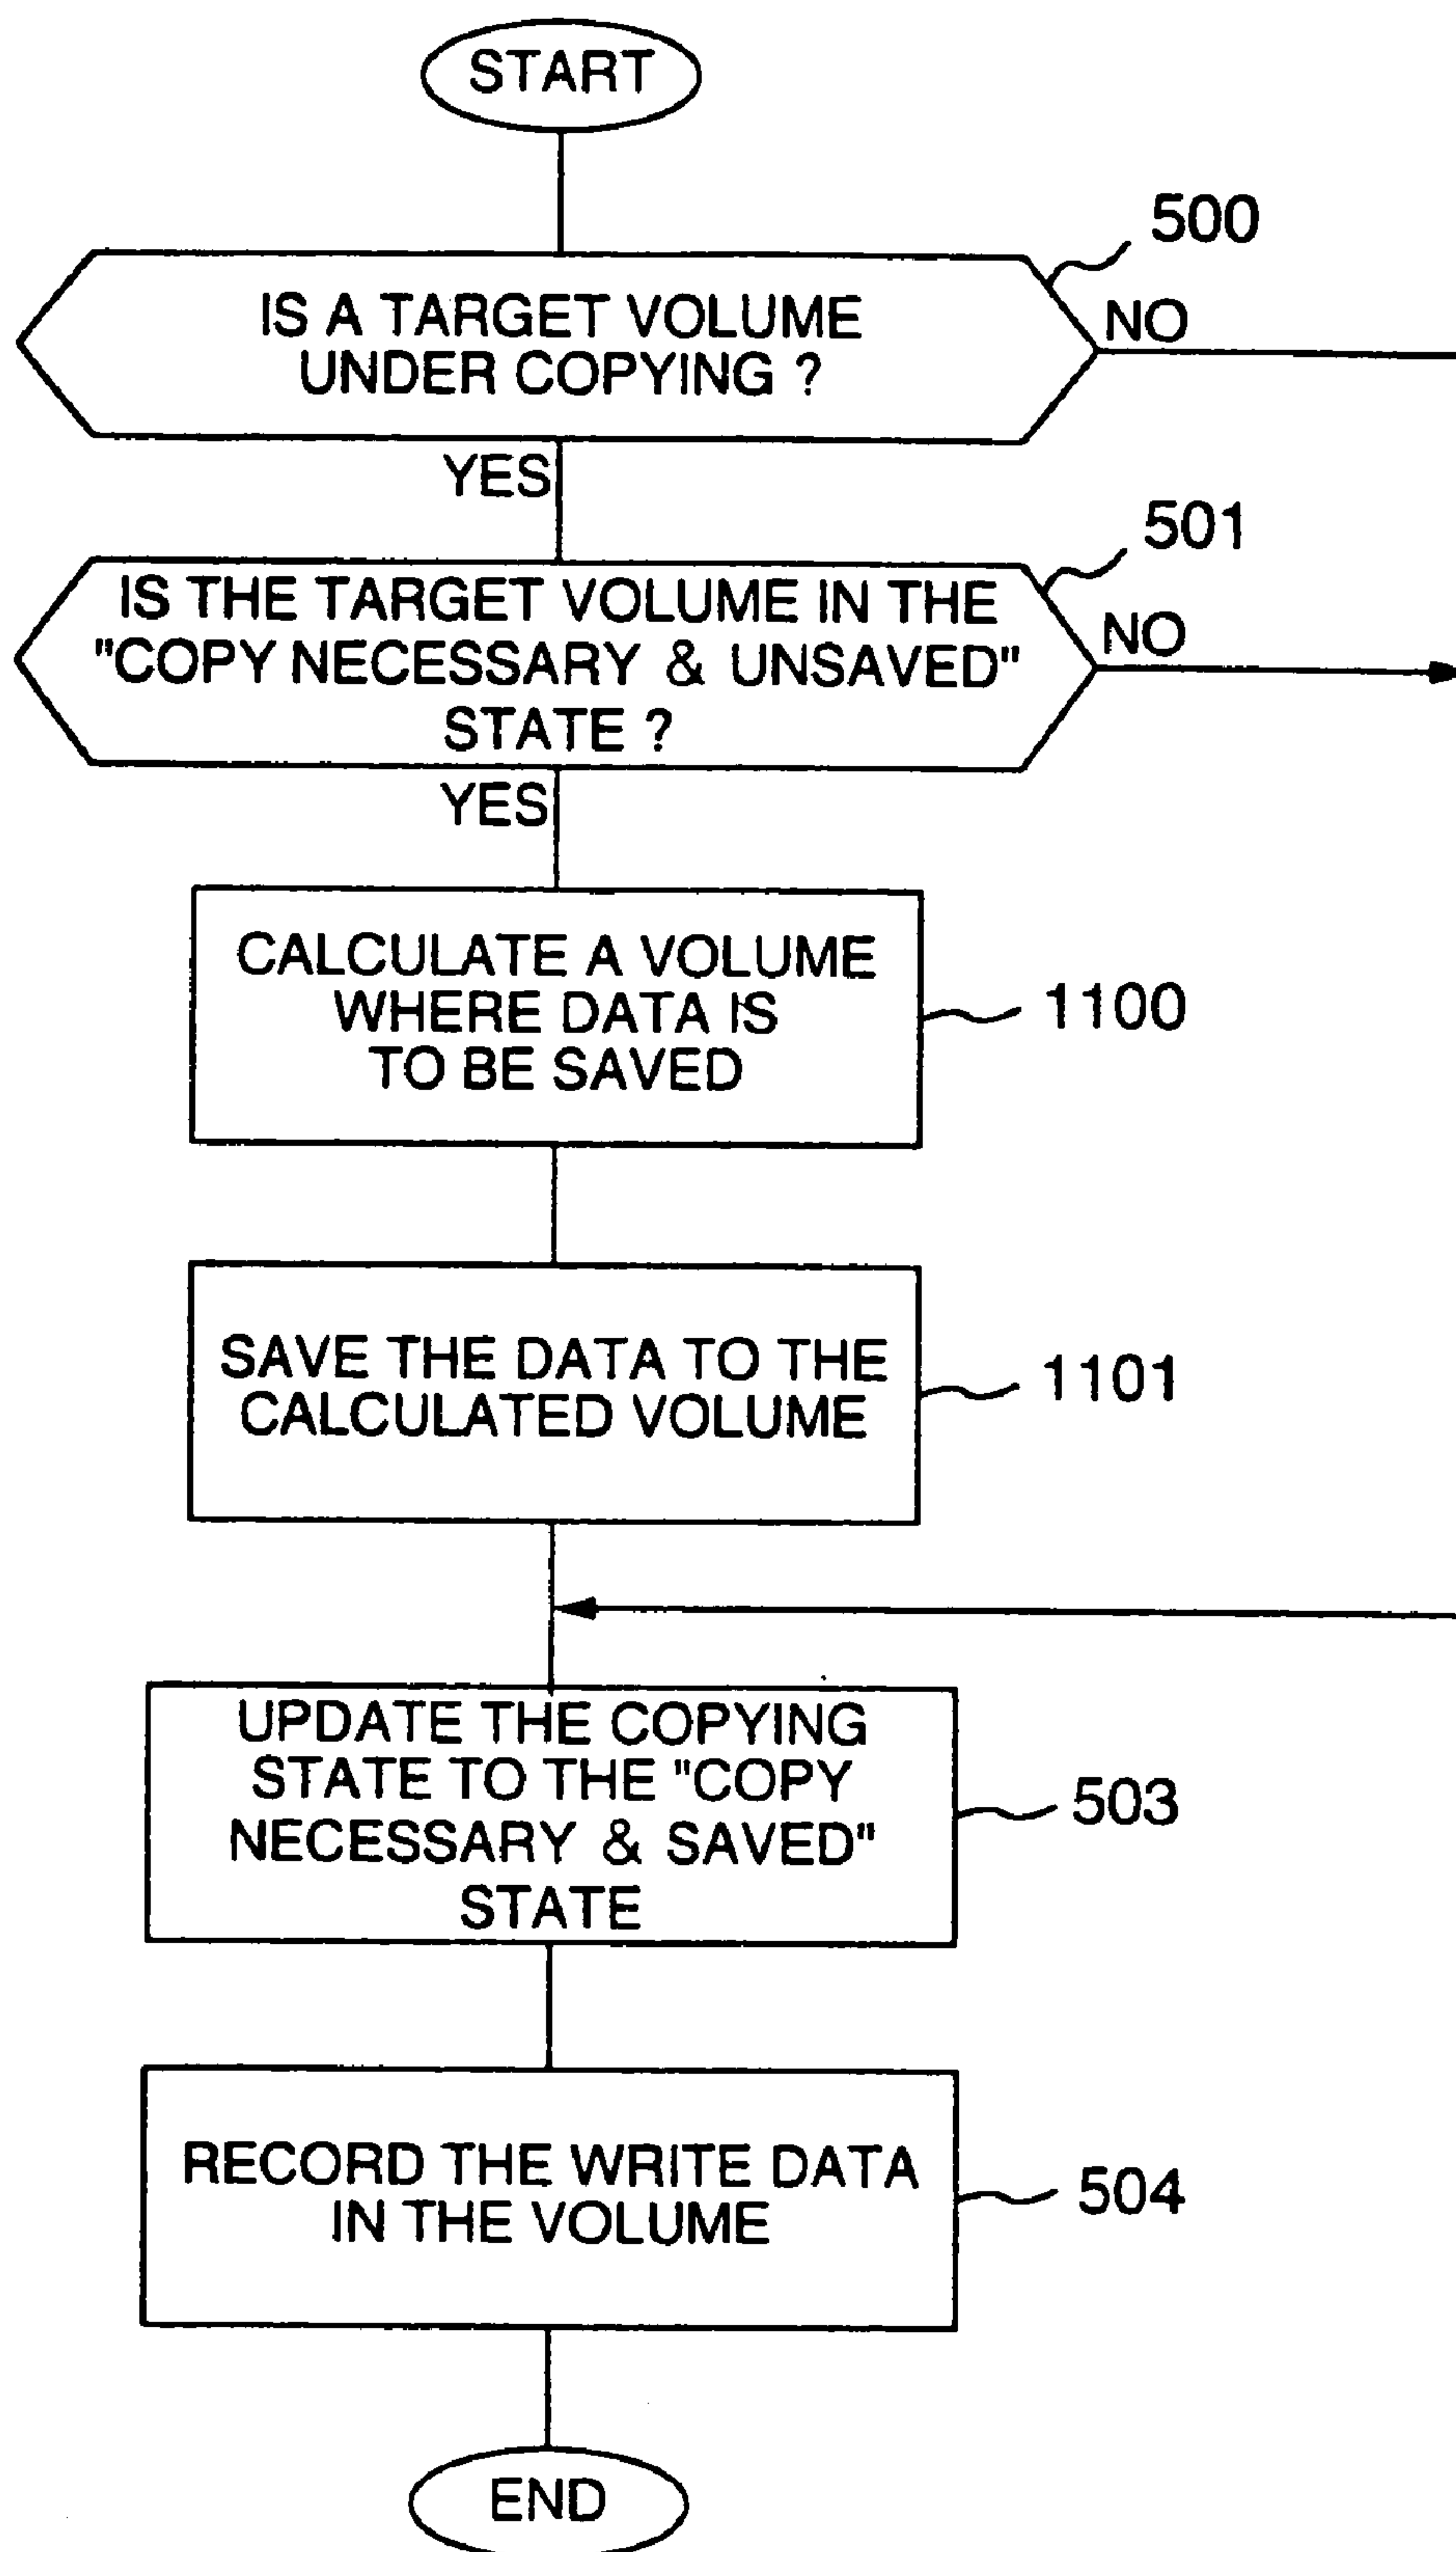 START
500
IS A TARGET VOLUME
UNDER COPYING ?
NO
YES
501
IS THE TARGET VOLUME IN THE
"COPY NECESSARY & UNSAVED"
STATE ?
NO
YES
CALCULATE A VOLUME
WHERE DATA IS
TO BE SAVED
1100
SAVE THE DATA TO THE
CALCULATED VOLUME
1101
UPDATE THE COPYING
STATE TO THE "COPY
NECESSARY & SAVED"
STATE
503
RECORD THE WRITE DATA
IN THE VOLUME
504
END